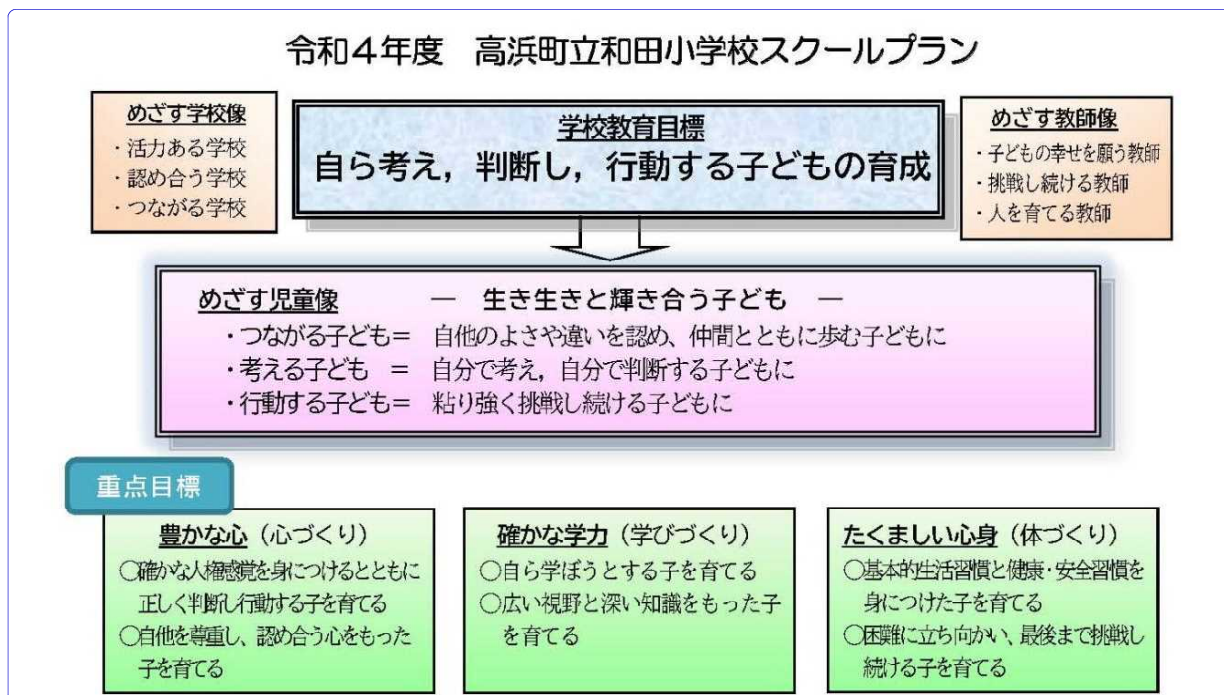 令和４年度　高浜町立和田小学校スクールプラン
めざす学校像
・活力ある学校
・認め合う学校
・つながる学校
学校教育目標
自ら考え，判断し，行動する子どもの育成
めざす教師像
・子どもの幸せを願う教師
・挑戦し続ける教師
・人を育てる教師
めざす児童像　　　―　生き生きと輝き合う子ども　―
・つながる子ども＝　自他のよさや違いを認め、仲間とともに歩む子どもに
・考える子ども　＝　自分で考え，自分で判断する子どもに
・行動する子ども＝　粘り強く挑戦し続ける子どもに
重点目標
豊かな心（心づくり）
○確かな人権感覚を身につけるとともに
正しく判断し行動する子を育てる
○自他を尊重し、認め合う心をもった
子を育てる
確かな学力（学びづくり）
○自ら学ぼうとする子を育てる
○広い視野と深い知識をもった子
を育てる
たくましい心身（体づくり）
○基本的生活習慣と健康・安全習慣を
身につけた子を育てる
○困難に立ち向かい、最後まで挑戦し
続ける子を育てる